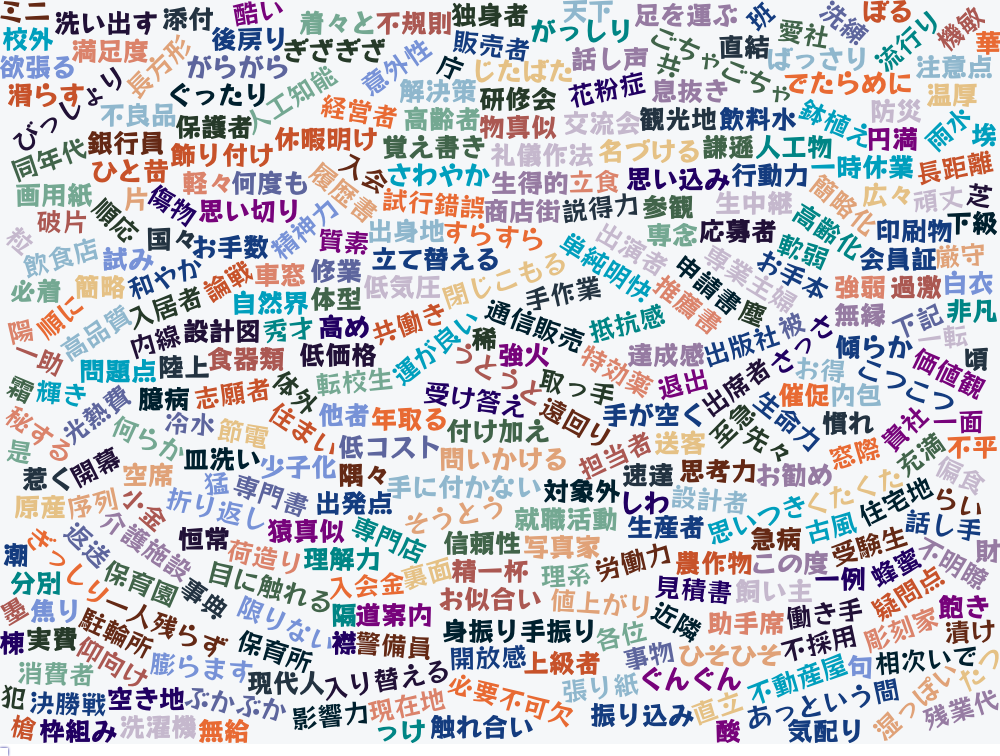 ミニ
洗い出す
添付
酷い
着々と
不規則
独身者
天下
がっしり
足を運ぶ
班
愛社
洗練
ぼる
流行り
機敏
校外
満足度
長方形
後戻り
ぎざぎざ
意外性
庁
販売者
じたばた
話し声
共
ごちゃごちゃ
直結
ばっさり
でたらめに
注意点
華
欲張る
がらがら
人工知能
解決策
研修会
花粉症
息抜き
温厚
滑らす
びっしょり
不良品
ぐったり
保護者
経営者
高齢者
物真似
交流会
観光地
飲料水
鉢植え
防災
円満
雨水
埃
同年代
銀行員
飾り付け
休暇明け
覚え書き
礼儀作法
名づける
謙遜
人工物
一時休業
長距離
ひと昔
軽々
何度も
履歴書
入会
さわやか
生得的
立食
思い込み
行動力
簡略化
広々
頑丈
芝
画用紙
片
傷物
思い切り
試行錯誤
商店街
説得力
参観
生中継
高齢化
印刷物
下級
破片
順応
国々
お手数
精神力
質素
出身地
すらすら
単純明快
出演者
専念
応募者
軟弱
会員証
厳守
粒
飲食店
試み
和やか
論戦
車窓
修業
立て替える
低気圧
閉じこもる
手作業
推薦書
申請書
専業主婦
お手本
強弱
過激
白衣
必着
簡略
入居者
自然界
体型
塵
無縁
下記
非凡
陽
順に
高品質
内線
設計図
秀才
高め
共働き
運が良い
稀
通信販売
抵抗感
出版社
被
さっさと
傾らか
一転
一助
問題点
陸上
食器類
低価格
うとうと
強火
特効薬
達成感
お得
こつこつ
価値観
頃
霜
輝き
光熱費
臆病
志願者
体外
転校生
受け答え
取っ手
退出
出席者
催促
内包
秘する
何らか
冷水
節電
住まい
他者
年取る
付け加え
遠回り
手が空く
至急
先々
生命力
慣れ
貴社
一面
是
惹く
開幕
空席
皿洗い
少子化
低コスト
隅々
問いかける
担当者
送客
速達
思考力
お勧め
窓際
充満
不平
偏食
原産
序列
小金
猛
折り返し
専門書
出発点
手に付かない
対象外
しわ
設計者
思いつき
くたくた
住宅地
らい
介護施設
恒常
猿真似
専門店
そうとう
就職活動
生産者
急病
古風
受験生
話し手
潮
ぎっしり
返送
荷造り
理解力
信頼性
写真家
労働力
農作物
この度
不明瞭
財
分別
保育園
事典
目に触れる
入会金
裏面
精一杯
理系
見積書
飼い主
一例
蜂蜜
墨
焦り
一人残らず
限りない
隔
道案内
お似合い
値上がり
近隣
助手席
働き手
疑問点
飽き
棟
実費
駐輪所
保育所
襟
警備員
身振り手振り
各位
事物
ひそひそ
不採用
彫刻家
漬け
消費者
仰向け
膨らます
現代人
入り替える
開放感
上級者
張り紙
ぐんぐん
不動産屋
句
相次いで
犯
決勝戦
空き地
ぶかぶか
影響力
現在地
必要不可欠
振り込み
直立
あっという間
湿っぽい
たつ
残業代
槍
枠組み
洗濯機
無給
つけ
触れ合い
酸
気配り